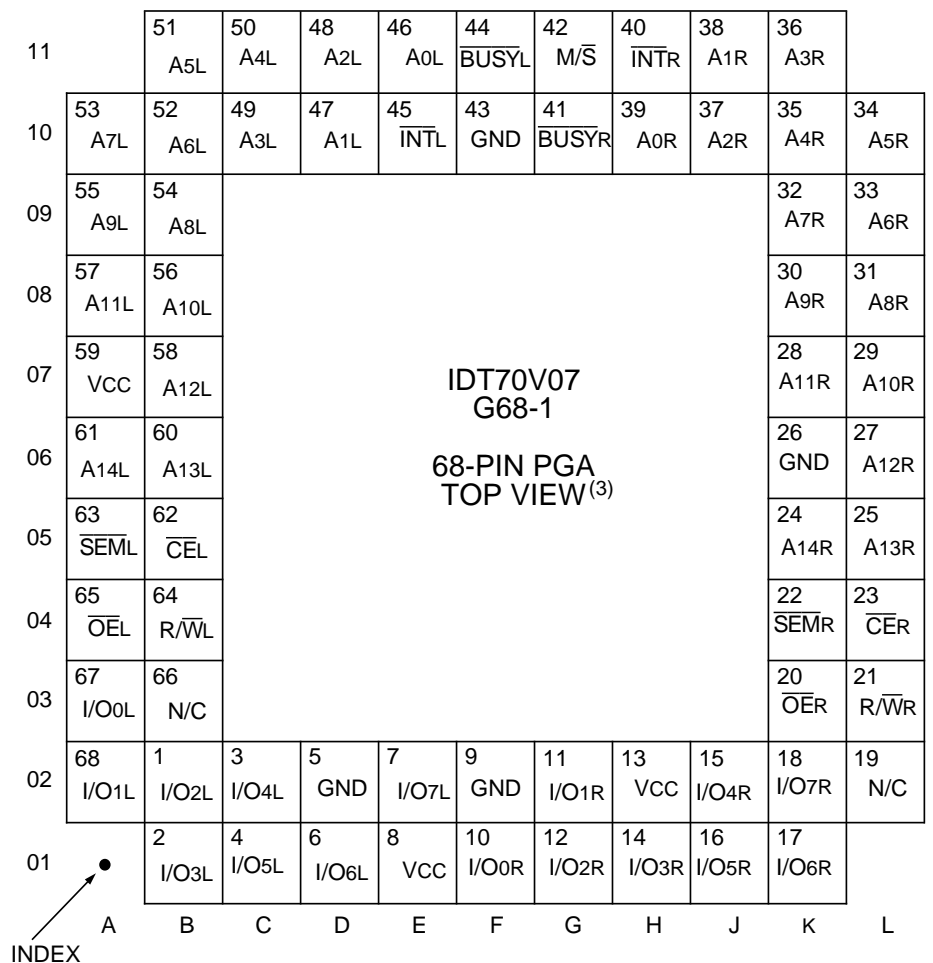 11 51 A5L 50 A4L 48 A2L 46 A0L 44 BUSYL 42 M/S 40 INTR 38 A1R 36 A3R
10 53 A7L 52 A6L 49 A3L 47 A1L 45 INTL 43 GND 41 BUSYR 39 A0R 37 A2R 35 A4R 34 A5R
09 55 A9L 54 A8L 32 A7R 33 A6R
08 57 A11L 56 A10L 30 A9R 31 A8R
07 59 VCC 58 A12L 28 A11R 29 A10R
IDT70V07
G68-1
06 61 A14L 60 A13L 26 GND 27 A12R
68-PIN PGA
TOP VIEW(3)
05 63 SEML 62 CEL 24 A14R 25 A13R
04 65 OEL 64 R/WL 22 SEMR 23 CER
03 67 I/O0L 66 N/C 20 OER 21 R/WR
02 68 I/O1L 1 I/O2L 3 I/O4L 5 GND 7 I/O7L 9 GND 11 I/O1R 13 VCC 15 I/O4R 18 I/O7R 19 N/C
01 2 I/O3L 4 I/O5L 6 I/O6L 8 VCC 10 I/O0R 12 I/O2R 14 I/O3R 16 I/O5R 17 I/O6R
A B C D E F G H J K L
INDEX